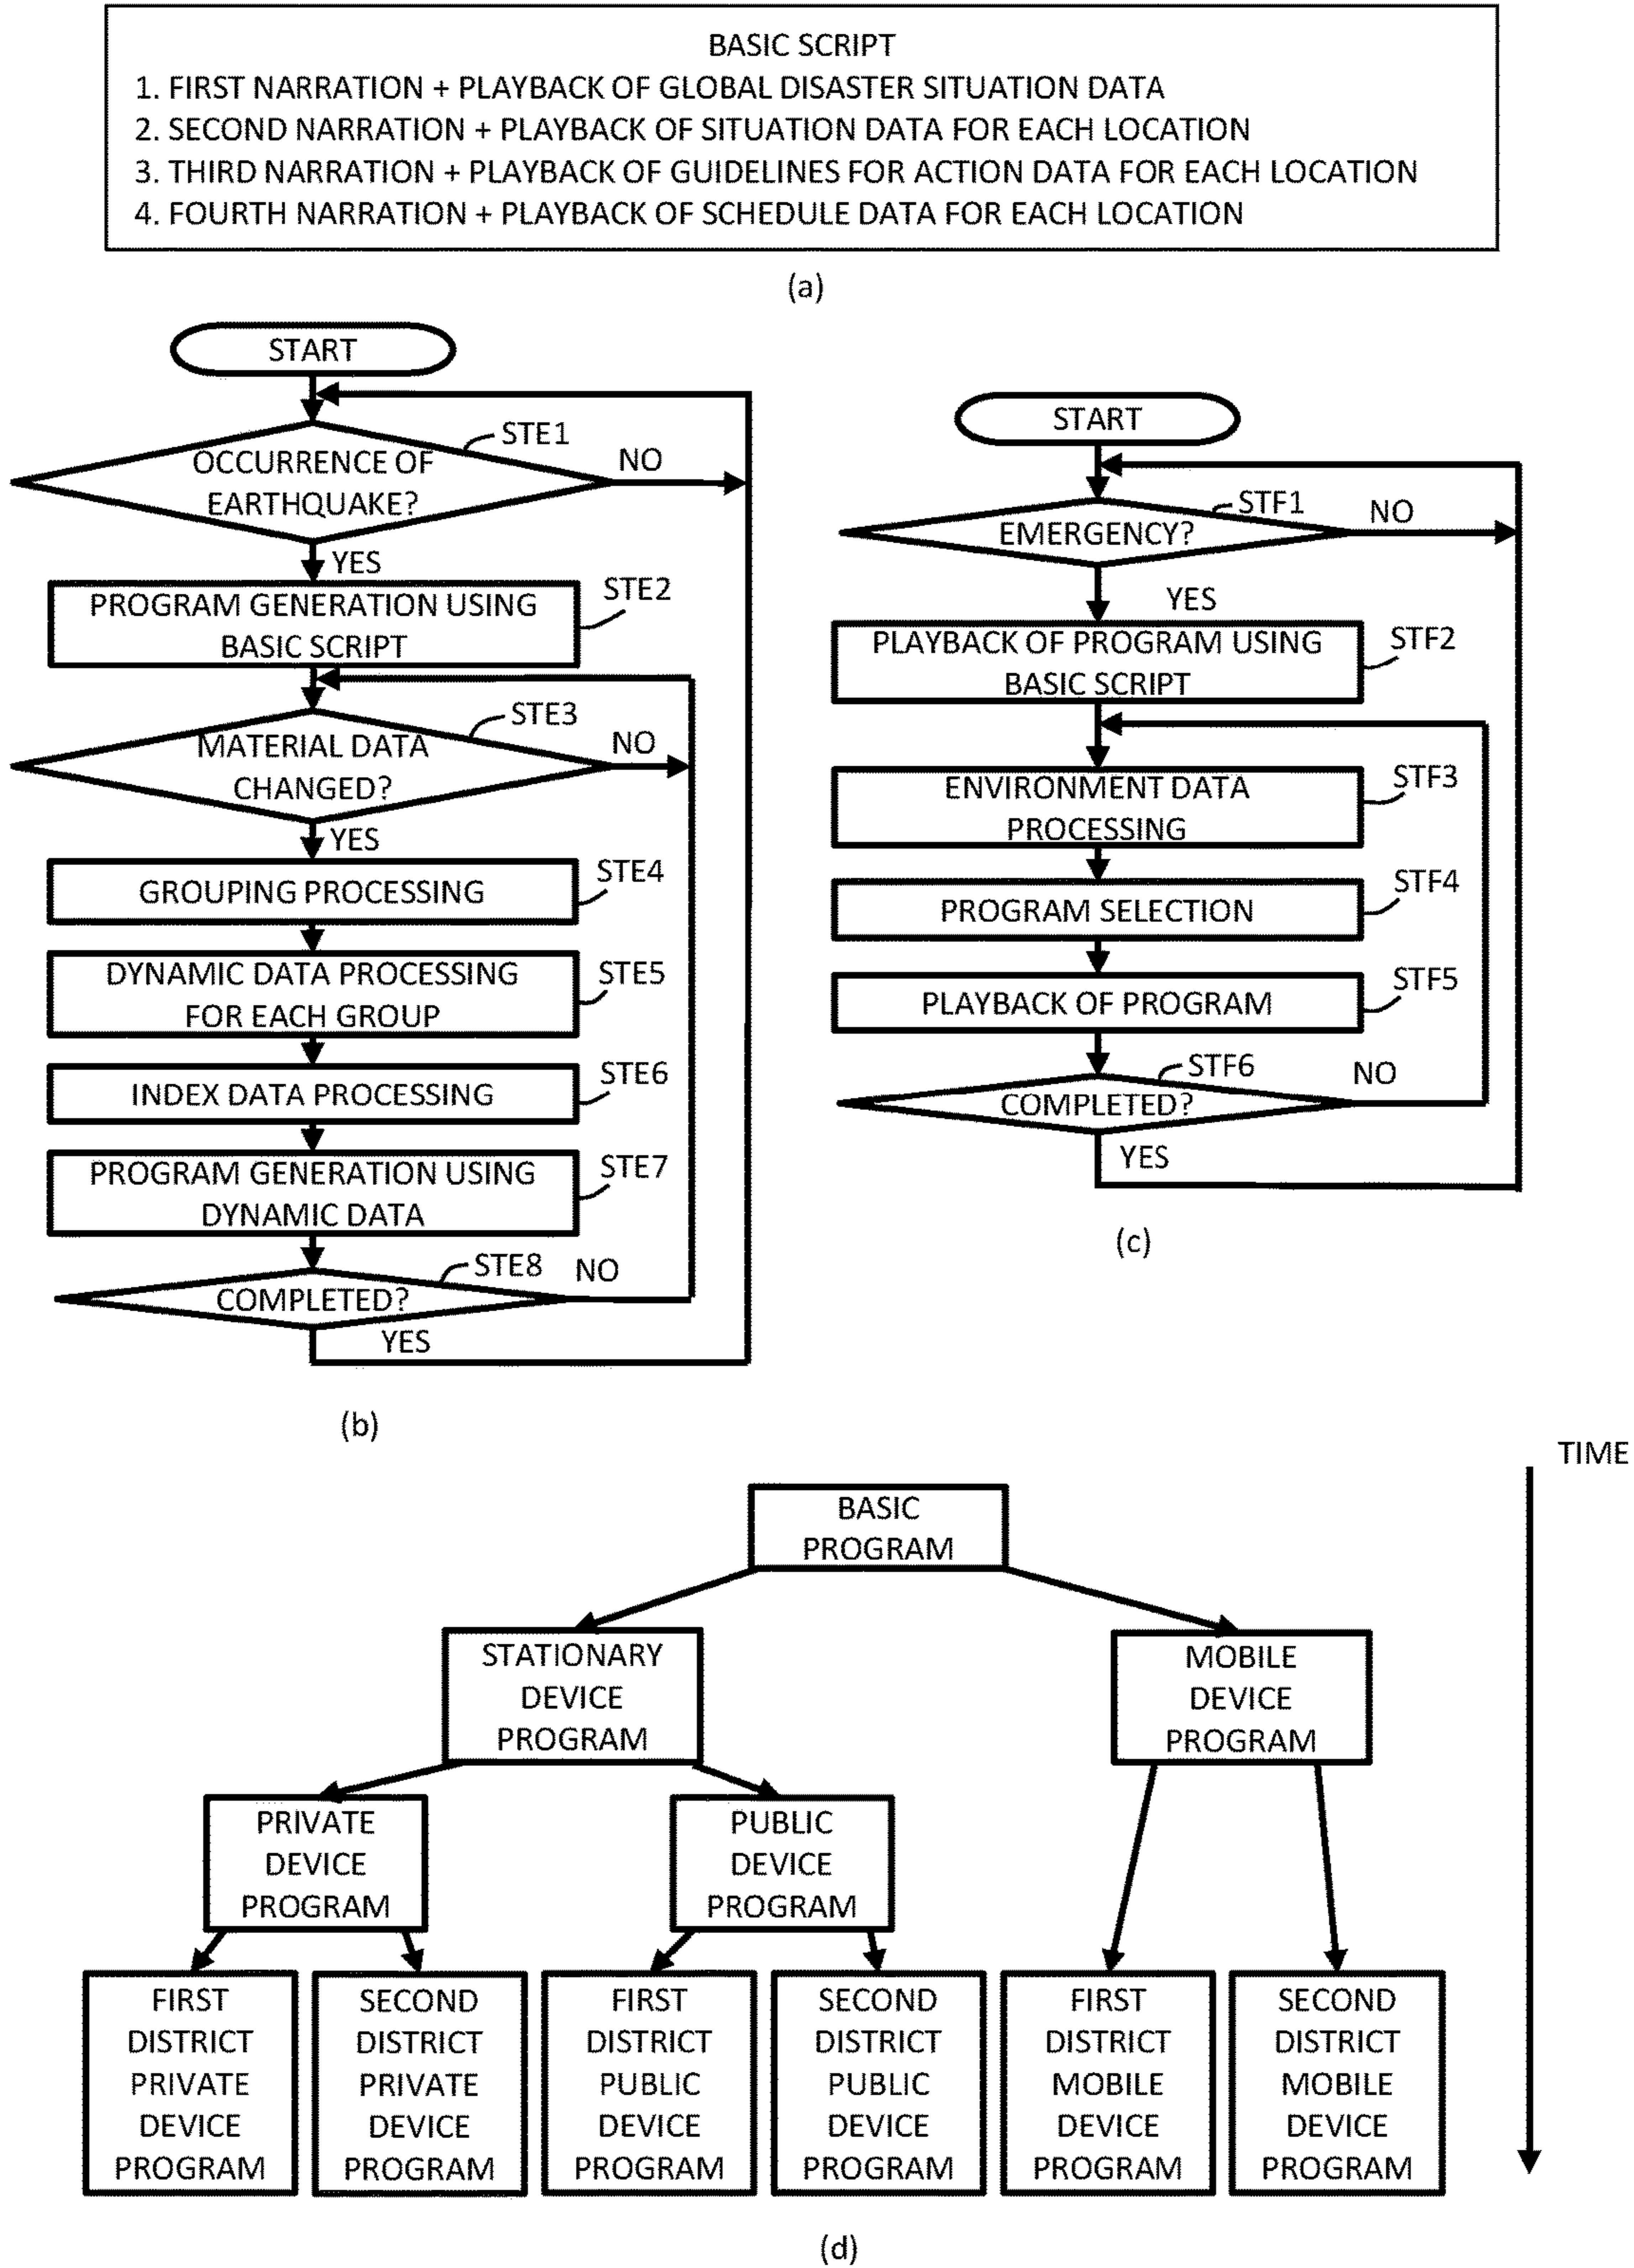 BASIC SCRIPT
1. FIRST NARRATION + PLAYBACK OF GLOBAL DISASTER SITUATION DATA
2. SECOND NARRATION + PLAYBACK OF SITUATION DATA FOR EACH LOCATION
3. THIRD NARRATION + PLAYBACK OF GUIDELINES FOR ACTION DATA FOR EACH LOCATION
4. FOURTH NARRATION + PLAYBACK OF SCHEDULE DATA FOR EACH LOCATION
(a)
START
STE1
OCCURRENCE OF
EARTHQUAKE?
NO
YES
STE2
PROGRAM GENERATION USING
BASIC SCRIPT
STE3
MATERIAL DATA
CHANGED?
NO
YES
STE4
GROUPING PROCESSING
STE5
DYNAMIC DATA PROCESSING
FOR EACH GROUP
STE6
INDEX DATA PROCESSING
STE7
PROGRAM GENERATION USING
DYNAMIC DATA
STE8
NO
COMPLETED?
YES
(b)
START
STF1
NO
EMERGENCY?
YES
STF2
PLAYBACK OF PROGRAM USING
BASIC SCRIPT
STF3
ENVIRONMENT DATA
PROCESSING
STF4
PROGRAM SELECTION
STF5
PLAYBACK OF PROGRAM
STF6
NO
COMPLETED?
YES
(c)
TIME
BASIC
PROGRAM
STATIONARY
DEVICE
PROGRAM
MOBILE
DEVICE
PROGRAM
PRIVATE
DEVICE
PROGRAM
PUBLIC
DEVICE
PROGRAM
FIRST
DISTRICT
PRIVATE
DEVICE
PROGRAM
SECOND
DISTRICT
PRIVATE
DEVICE
PROGRAM
FIRST
DISTRICT
PUBLIC
DEVICE
PROGRAM
SECOND
DISTRICT
PUBLIC
DEVICE
PROGRAM
FIRST
DISTRICT
MOBILE
DEVICE
PROGRAM
SECOND
DISTRICT
MOBILE
DEVICE
PROGRAM
(d)